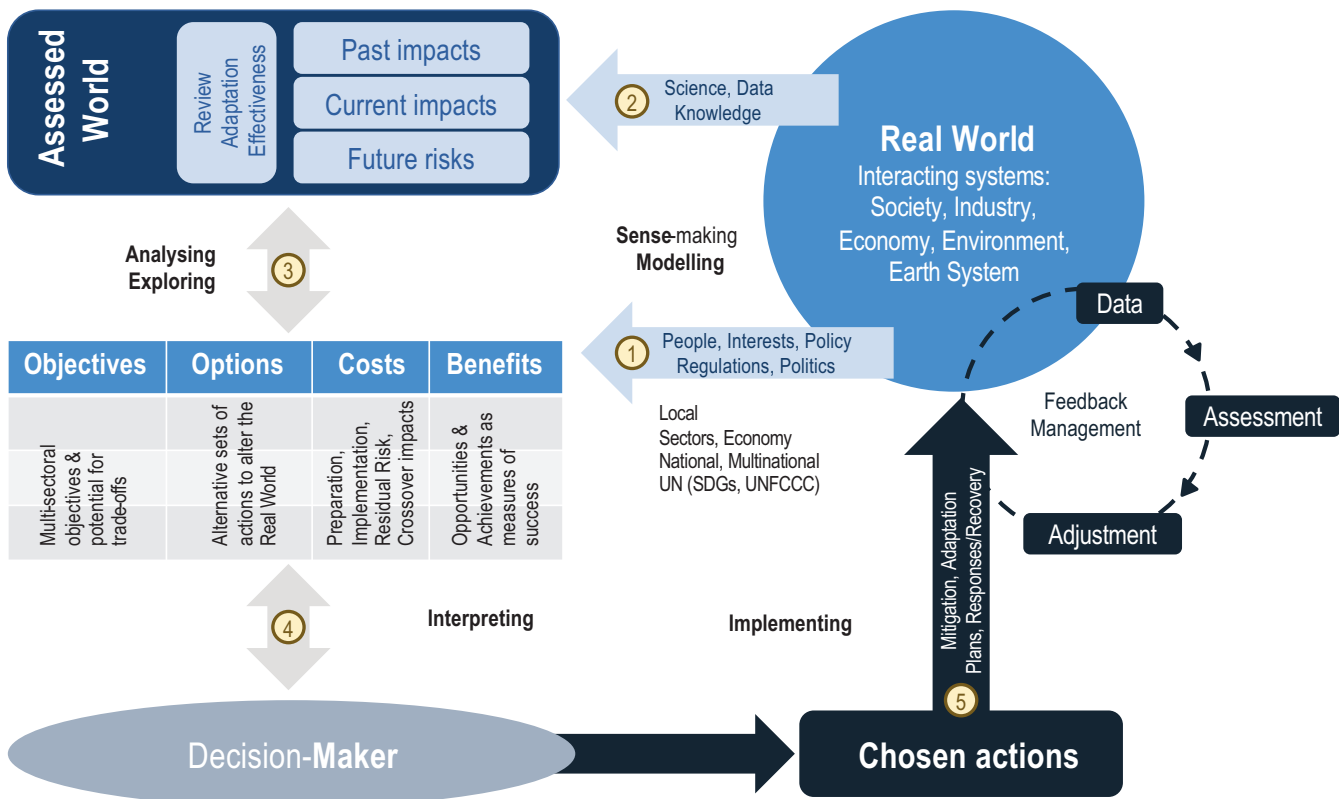 Assessed
World
Review
Adaptation
Effectiveness
Past impacts
Current impacts
Future risks
2
Science, Data
Knowledge
Real World
Interacting systems:
Society, Industry,
Economy, Environment,
Earth System
Analysing
Exploring
3
Sense-making
Modelling
Data
Assessment
Adjustment
Feedback
Management
1
People, Interests, Policy
Regulations, Politics
Local
Sectors, Economy
National, Multinational
UN (SDGs, UNFCCC)
Objectives
Options
Costs
Benefits
Multi-sectoral
objectives &
potential for
trade-offs
Alternative sets of
actions to alter the
Real World
Preparation,
Implementation,
Residual Risk,
Crossover impacts
Opportunities &
Achievements as
measures of
success
4
Interpreting
Implementing
Mitigation, Adaptation
Plans, Responses/Recovery
5
Decision-Maker
Chosen actions